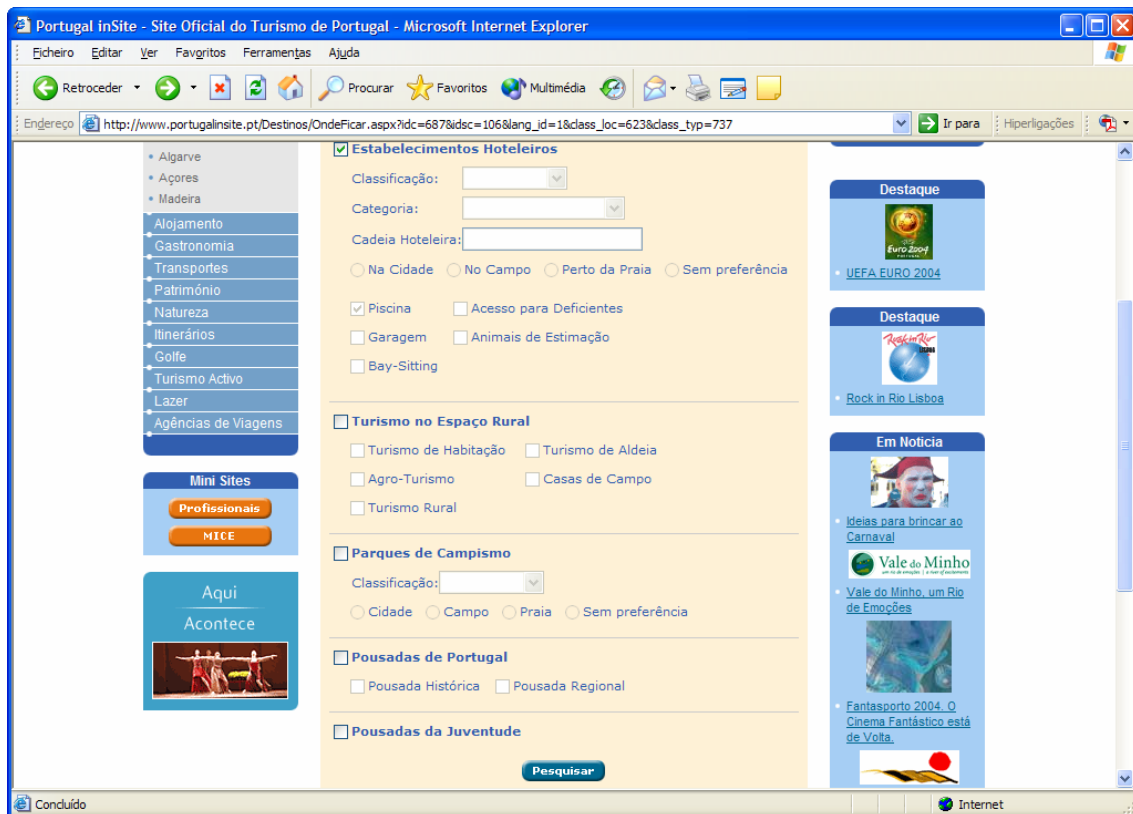 Portugal inSite - Site Oficial do Turismo de Portugal - Microsoft Internet Explorer
Ficheiro Editar Ver Favoritos Ferramentas Ajuda
Retroceder Procurar Favoritos Multimédia
Endereço http://www.portugalinsite.pt/Destinos/OndeFicar.aspx?idc=687&idsc=106&lang_id=1&class_loc=623&class_typ=737 Ir para Hiperligações
Algarve
Açores
Madeira
Alojamento
Gastronomia
Transportes
Património
Natureza
Itinerários
Golfe
Turismo Activo
Lazer
Agências de Viagens
Mini Sites
Profissionais
MICE
Aqui
Acontece
Estabelecimentos Hoteleiros
Classificação:
Categoria:
Cadeia Hoteleira:
Na Cidade No Campo Perto da Praia Sem preferência
Piscina Acesso para Deficientes
Garagem Animais de Estimação
Bay-Sitting
Turismo no Espaço Rural
Turismo de Habitação Turismo de Aldeia
Agro-Turismo Casas de Campo
Turismo Rural
Parques de Campismo
Classificação:
Cidade Campo Praia Sem preferência
Pousadas de Portugal
Pousada Histórica Pousada Regional
Pousadas da Juventude
Pesquisar
Destaque
Euro2004
UEFA EURO 2004
Destaque
Rock in Rio
Rock in Rio Lisboa
Em Noticia
Ideias para brincar ao
Carnaval
Vale do Minho
Vale do Minho, um Rio
de Emoções
Fantasporto 2004. O
Cinema Fantástico está
de Volta.
Concluído Internet